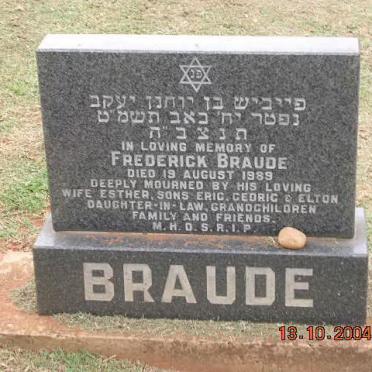 פנ
פייביש בן יוחנן יעקב
נפטר יח' באב תשמ"ט
ת נ צ ב "ה
IN LOVING MEMORY OF
FREDERICK BRAUDE
DIED 19 AUGUST 1989
DEEPLY MOURNED BY HIS LOVING
WIFE ESTHER, SONS ERIC, CEDRIC & ELTON
DAUGHTER-IN-LAW, GRANDCHILDREN
FAMILY AND FRIENDS.
M.H.D.S.R.I.P.
BRAUDE
13.10.2004